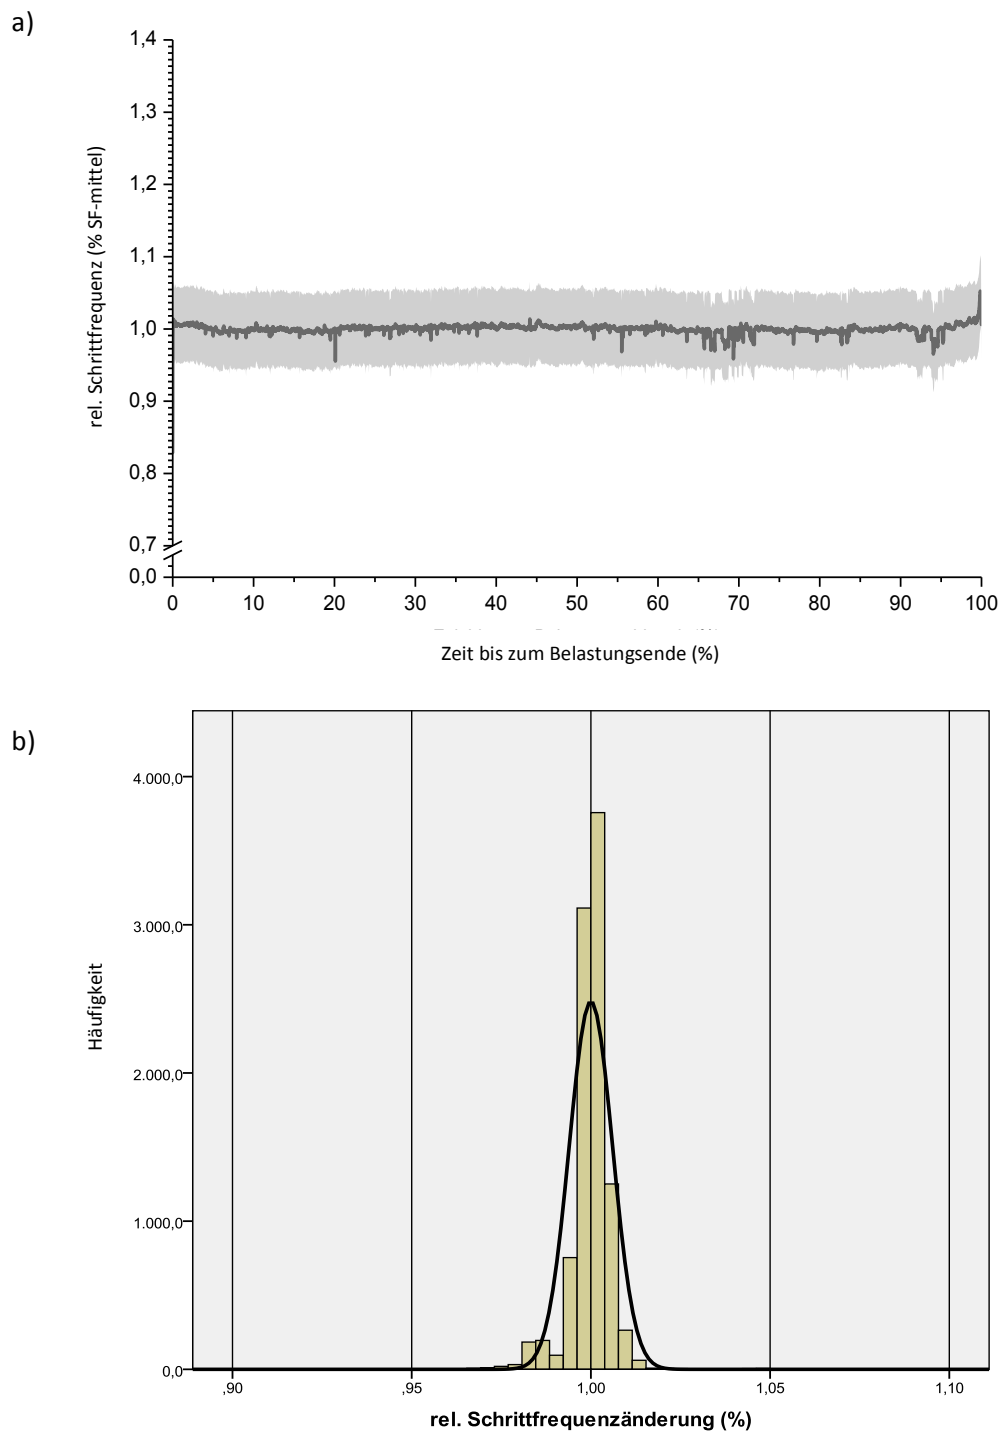 a)
1,4
1,3
1,2
1,1
1,0
0,9
0,8
0,7
0,0
rel. Schrittfrequenz (% SF-mittel)
0 10 20 30 40 50 60 70 80 90 100
Zeit bis zum Belastungsende (%)
b)
4.000,0
3.000,0
2.000,0
1.000,0
0,0
Häufigkeit
,90 ,95 1,00 1,05 1,10
rel. Schrittfrequenzänderung (%)